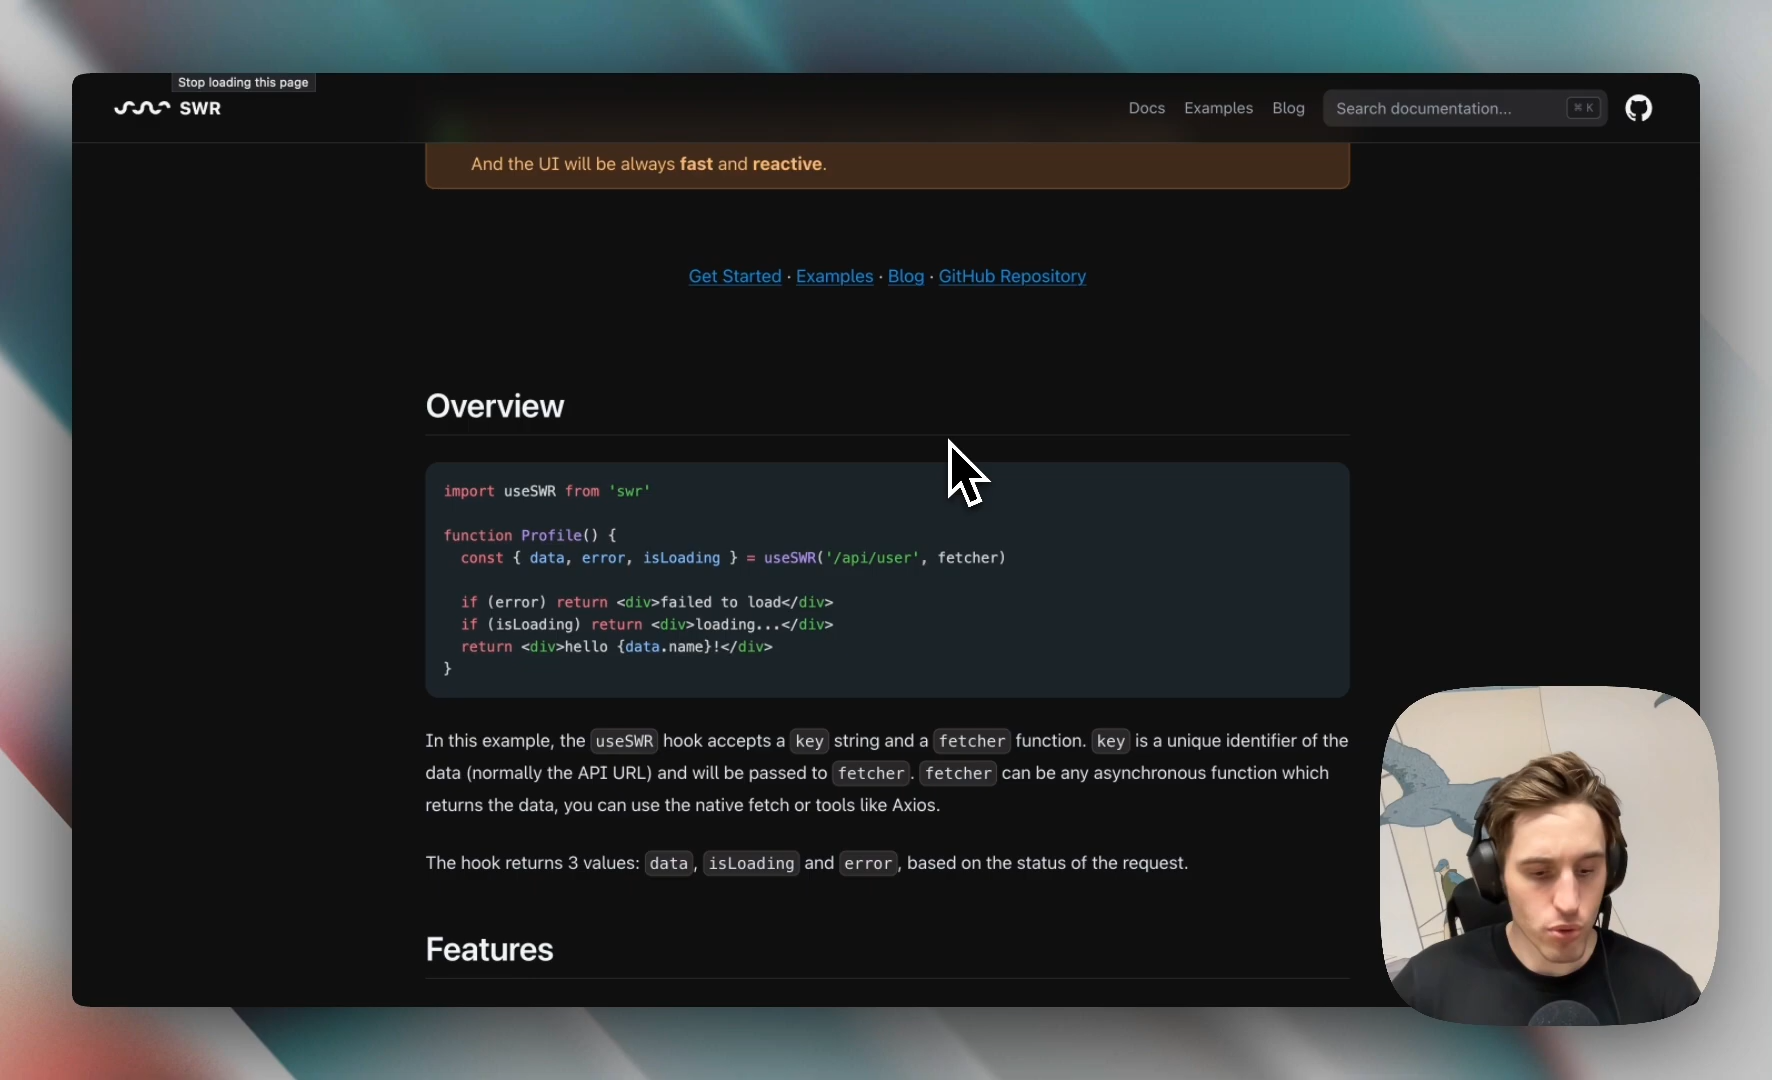 Stop loading this page
SWR
Docs
Examples
Blog
Search documentation...
⌘ K
And the UI will be always fast and reactive.
Get Started · Examples · Blog · GitHub Repository
Overview
import useSWR from 'swr'
function Profile() {
  const { data, error, isLoading } = useSWR('/api/user', fetcher)
  if (error) return <div>failed to load</div>
  if (isLoading) return <div>loading...</div>
  return <div>hello {data.name}!</div>
}
In this example, the useSWR hook accepts a key string and a fetcher function. key is a unique identifier of the
data (normally the API URL) and will be passed to fetcher. fetcher can be any asynchronous function which
returns the data, you can use the native fetch or tools like Axios.
The hook returns 3 values: data, isLoading and error, based on the status of the request.
Features